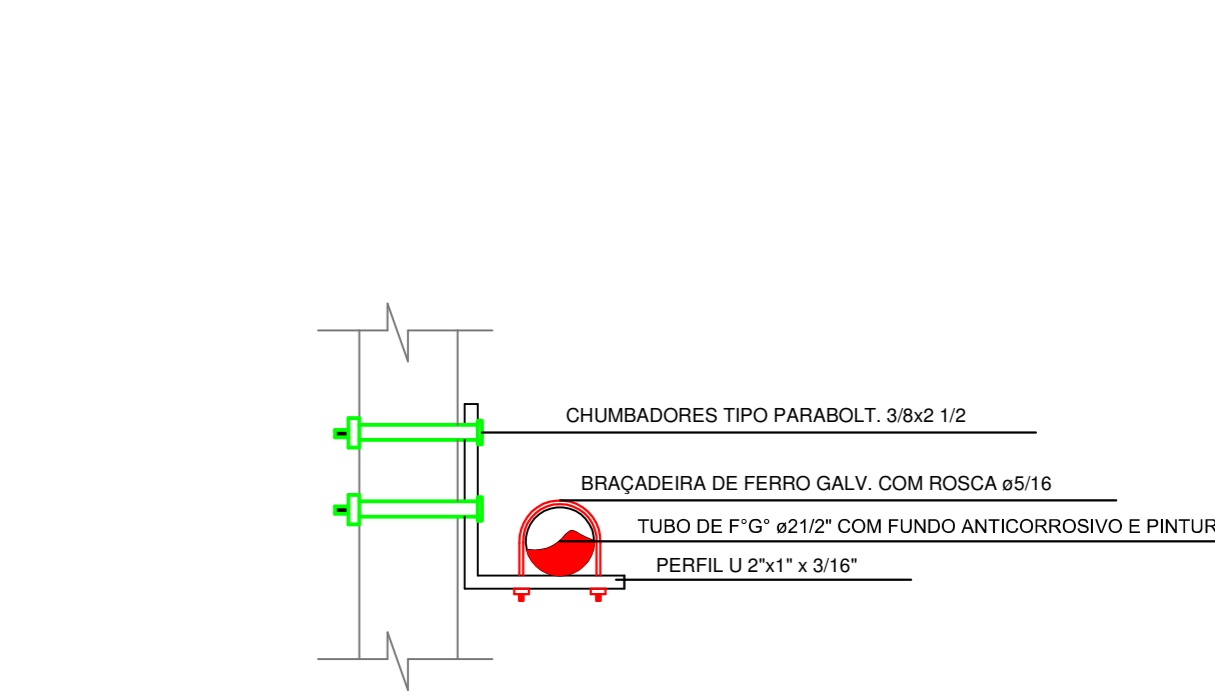 CHUMBADORES TIPO PARABOLT. 3/8x2 1/2
BRAÇADEIRA DE FERRO GALV. COM ROSCA ø5/16
TUBO DE F°G° ø21/2" COM FUNDO ANTICORROSIVO E PINTUR
PERFIL U 2"x1" x 3/16"